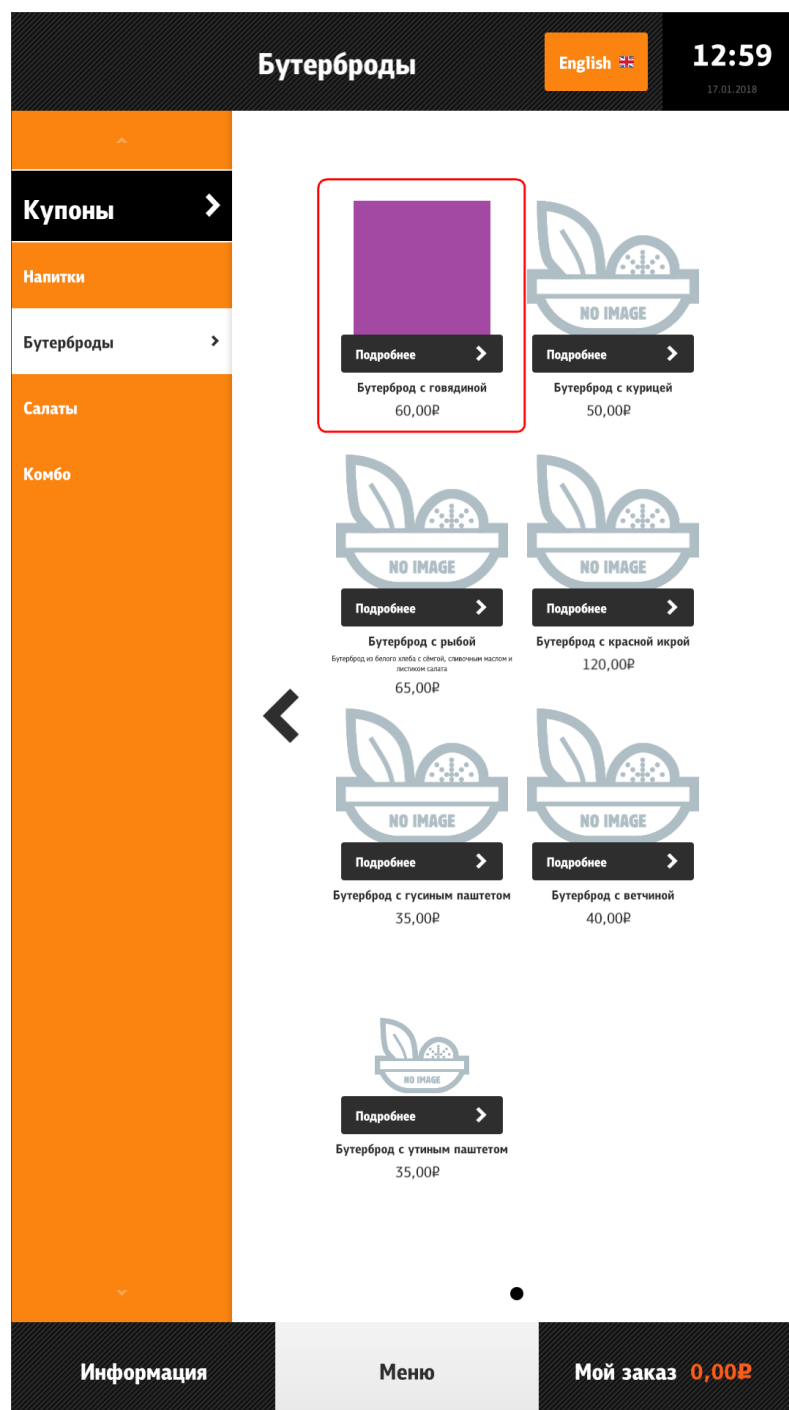 Бутерброды
English
12:59
17.01.2018
Купоны
Напитки
Бутерброды
Салаты
Комбо
Подробнее
Бутерброд с говядиной
60,00₽
NO IMAGE
Подробнее
Бутерброд с курицей
50,00₽
NO IMAGE
Подробнее
Бутерброд с рыбой
Бутерброд из белого хлеба с сёмгой, сливочным маслом и
листиком салата
65,00₽
NO IMAGE
Подробнее
Бутерброд с красной икрой
120,00₽
NO IMAGE
Подробнее
Бутерброд с гусиным паштетом
35,00₽
NO IMAGE
Подробнее
Бутерброд с ветчиной
40,00₽
NO IMAGE
Подробнее
Бутерброд с утиным паштетом
35,00₽
Информация
Меню
Мой заказ 0,00₽